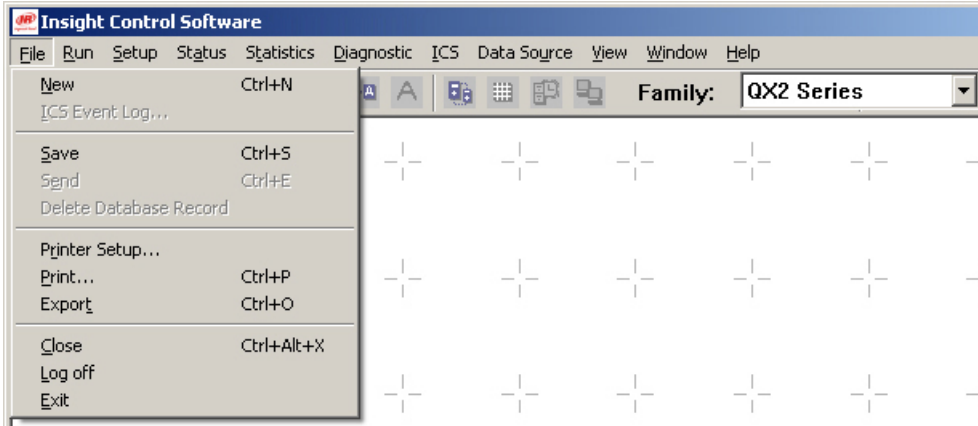 Insight Control Software
File Run Setup Status Statistics Diagnostic ICS Data Source View Window Help
New Ctrl+N
ICS Event Log...
Save Ctrl+S
Send Ctrl+E
Delete Database Record
Printer Setup...
Print... Ctrl+P
Export Ctrl+O
Close Ctrl+Alt+X
Log off
Exit
A A Family: QX2 Series